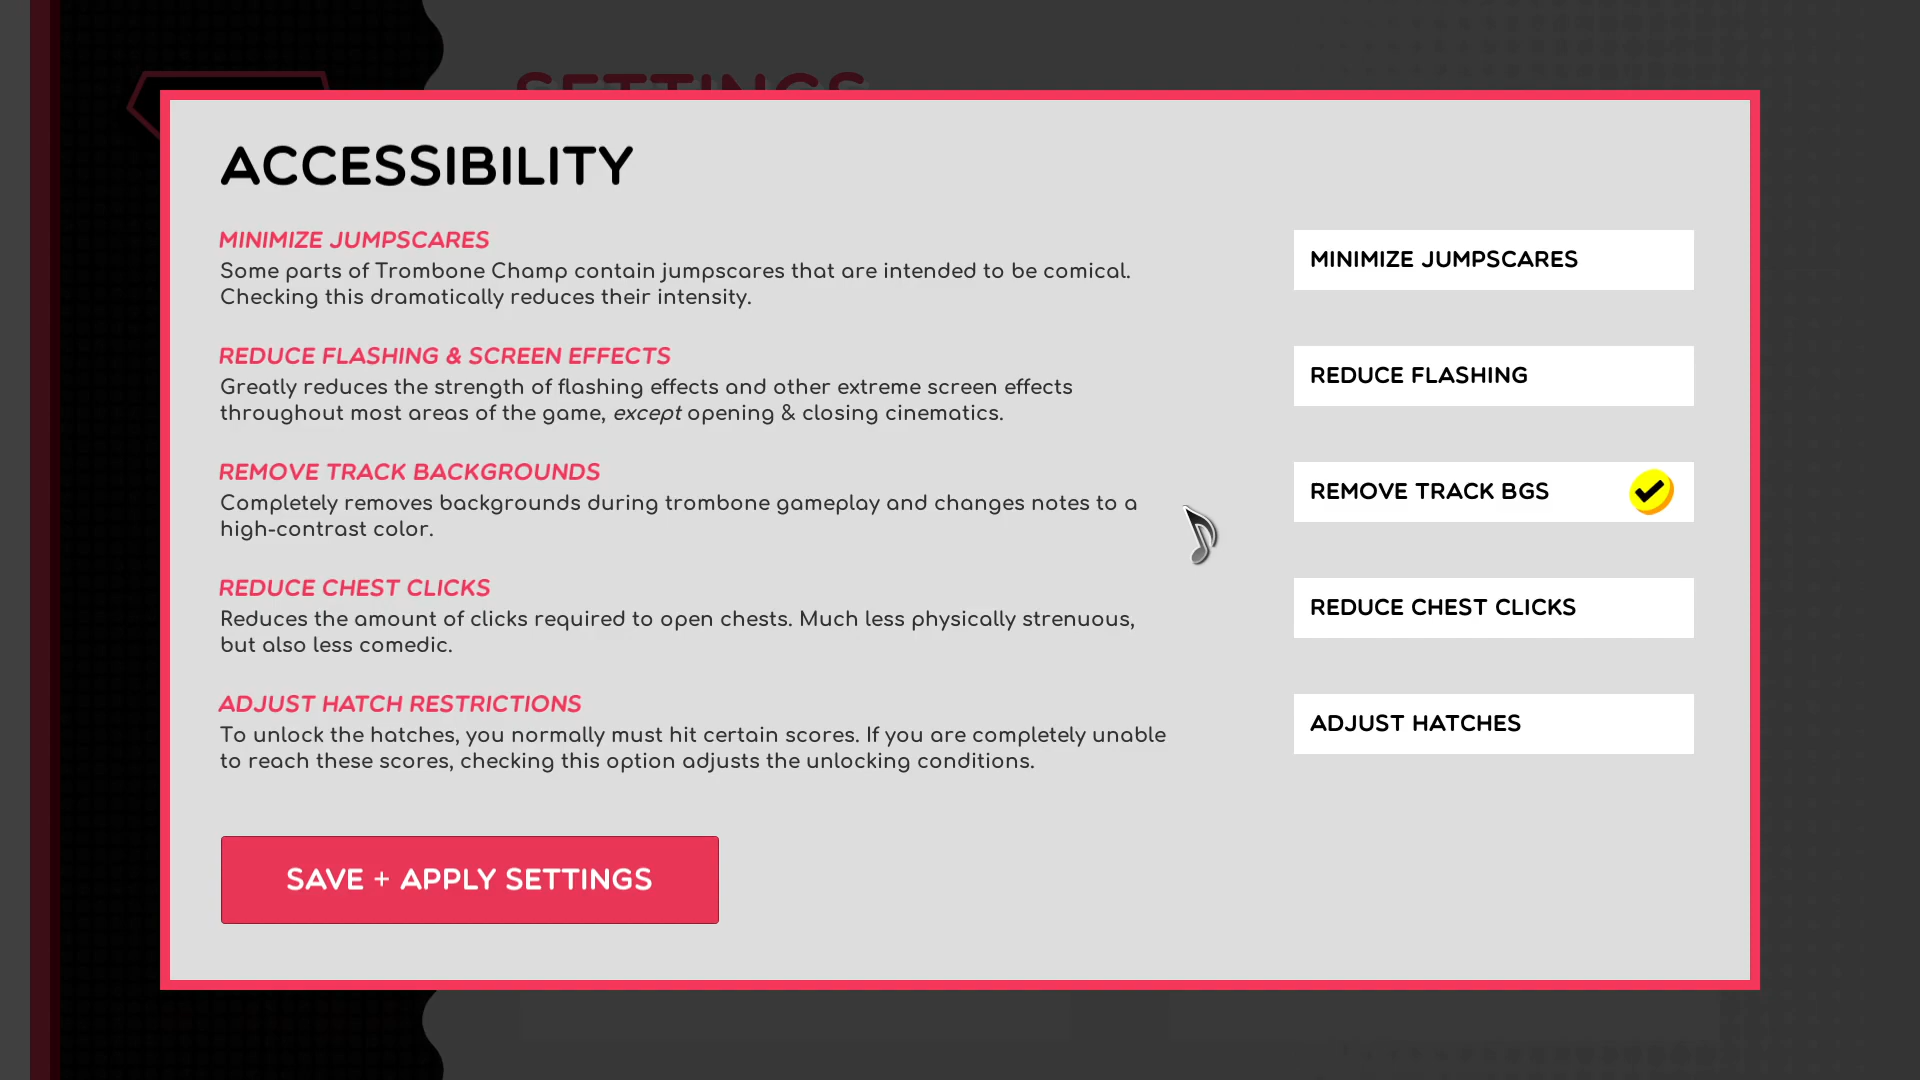 SETTINGS
ACCESSIBILITY
MINIMIZE JUMPSCARES
Some parts of Trombone Champ contain jumpscares that are intended to be comical.
Checking this dramatically reduces their intensity.
MINIMIZE JUMPSCARES
REDUCE FLASHING & SCREEN EFFECTS
Greatly reduces the strength of flashing effects and other extreme screen effects
throughout most areas of the game, except opening & closing cinematics.
REDUCE FLASHING
REMOVE TRACK BACKGROUNDS
Completely removes backgrounds during trombone gameplay and changes notes to a
high-contrast color.
REMOVE TRACK BGS
REDUCE CHEST CLICKS
Reduces the amount of clicks required to open chests. Much less physically strenuous,
but also less comedic.
REDUCE CHEST CLICKS
ADJUST HATCH RESTRICTIONS
To unlock the hatches, you normally must hit certain scores. If you are completely unable
to reach these scores, checking this option adjusts the unlocking conditions.
ADJUST HATCHES
SAVE + APPLY SETTINGS